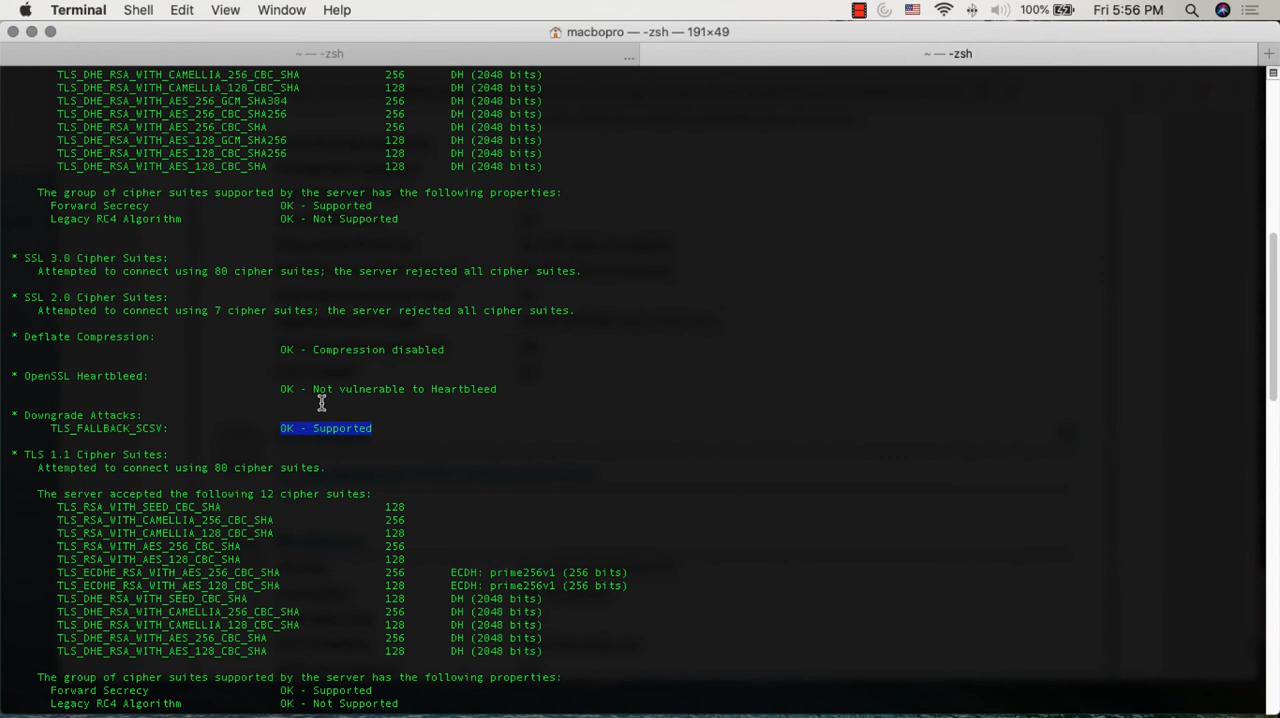 Terminal Shell Edit View Window Help 100% Fri 5:56 PM
macbopro — -zsh — 191×49
~ — -zsh ... ~ — -zsh +
TLS_DHE_RSA_WITH_CAMELLIA_256_CBC_SHA 256 DH (2048 bits)
TLS_DHE_RSA_WITH_CAMELLIA_128_CBC_SHA 128 DH (2048 bits)
TLS_DHE_RSA_WITH_AES_256_GCM_SHA384 256 DH (2048 bits)
TLS_DHE_RSA_WITH_AES_256_CBC_SHA256 256 DH (2048 bits)
TLS_DHE_RSA_WITH_AES_256_CBC_SHA 256 DH (2048 bits)
TLS_DHE_RSA_WITH_AES_128_GCM_SHA256 128 DH (2048 bits)
TLS_DHE_RSA_WITH_AES_128_CBC_SHA256 128 DH (2048 bits)
TLS_DHE_RSA_WITH_AES_128_CBC_SHA 128 DH (2048 bits)
The group of cipher suites supported by the server has the following properties:
Forward Secrecy OK - Supported
Legacy RC4 Algorithm OK - Not Supported
* SSL 3.0 Cipher Suites:
Attempted to connect using 80 cipher suites; the server rejected all cipher suites.
* SSL 2.0 Cipher Suites:
Attempted to connect using 7 cipher suites; the server rejected all cipher suites.
* Deflate Compression:
OK - Compression disabled
* OpenSSL Heartbleed:
OK - Not vulnerable to Heartbleed
* Downgrade Attacks:
TLS_FALLBACK_SCSV: OK - Supported
* TLS 1.1 Cipher Suites:
Attempted to connect using 80 cipher suites.
The server accepted the following 12 cipher suites:
TLS_RSA_WITH_SEED_CBC_SHA 128
TLS_RSA_WITH_CAMELLIA_256_CBC_SHA 256
TLS_RSA_WITH_CAMELLIA_128_CBC_SHA 128
TLS_RSA_WITH_AES_256_CBC_SHA 256
TLS_RSA_WITH_AES_128_CBC_SHA 128
TLS_ECDHE_RSA_WITH_AES_256_CBC_SHA 256 ECDH: prime256v1 (256 bits)
TLS_ECDHE_RSA_WITH_AES_128_CBC_SHA 128 ECDH: prime256v1 (256 bits)
TLS_DHE_RSA_WITH_SEED_CBC_SHA 128 DH (2048 bits)
TLS_DHE_RSA_WITH_CAMELLIA_256_CBC_SHA 256 DH (2048 bits)
TLS_DHE_RSA_WITH_CAMELLIA_128_CBC_SHA 128 DH (2048 bits)
TLS_DHE_RSA_WITH_AES_256_CBC_SHA 256 DH (2048 bits)
TLS_DHE_RSA_WITH_AES_128_CBC_SHA 128 DH (2048 bits)
The group of cipher suites supported by the server has the following properties:
Forward Secrecy OK - Supported
Legacy RC4 Algorithm OK - Not Supported